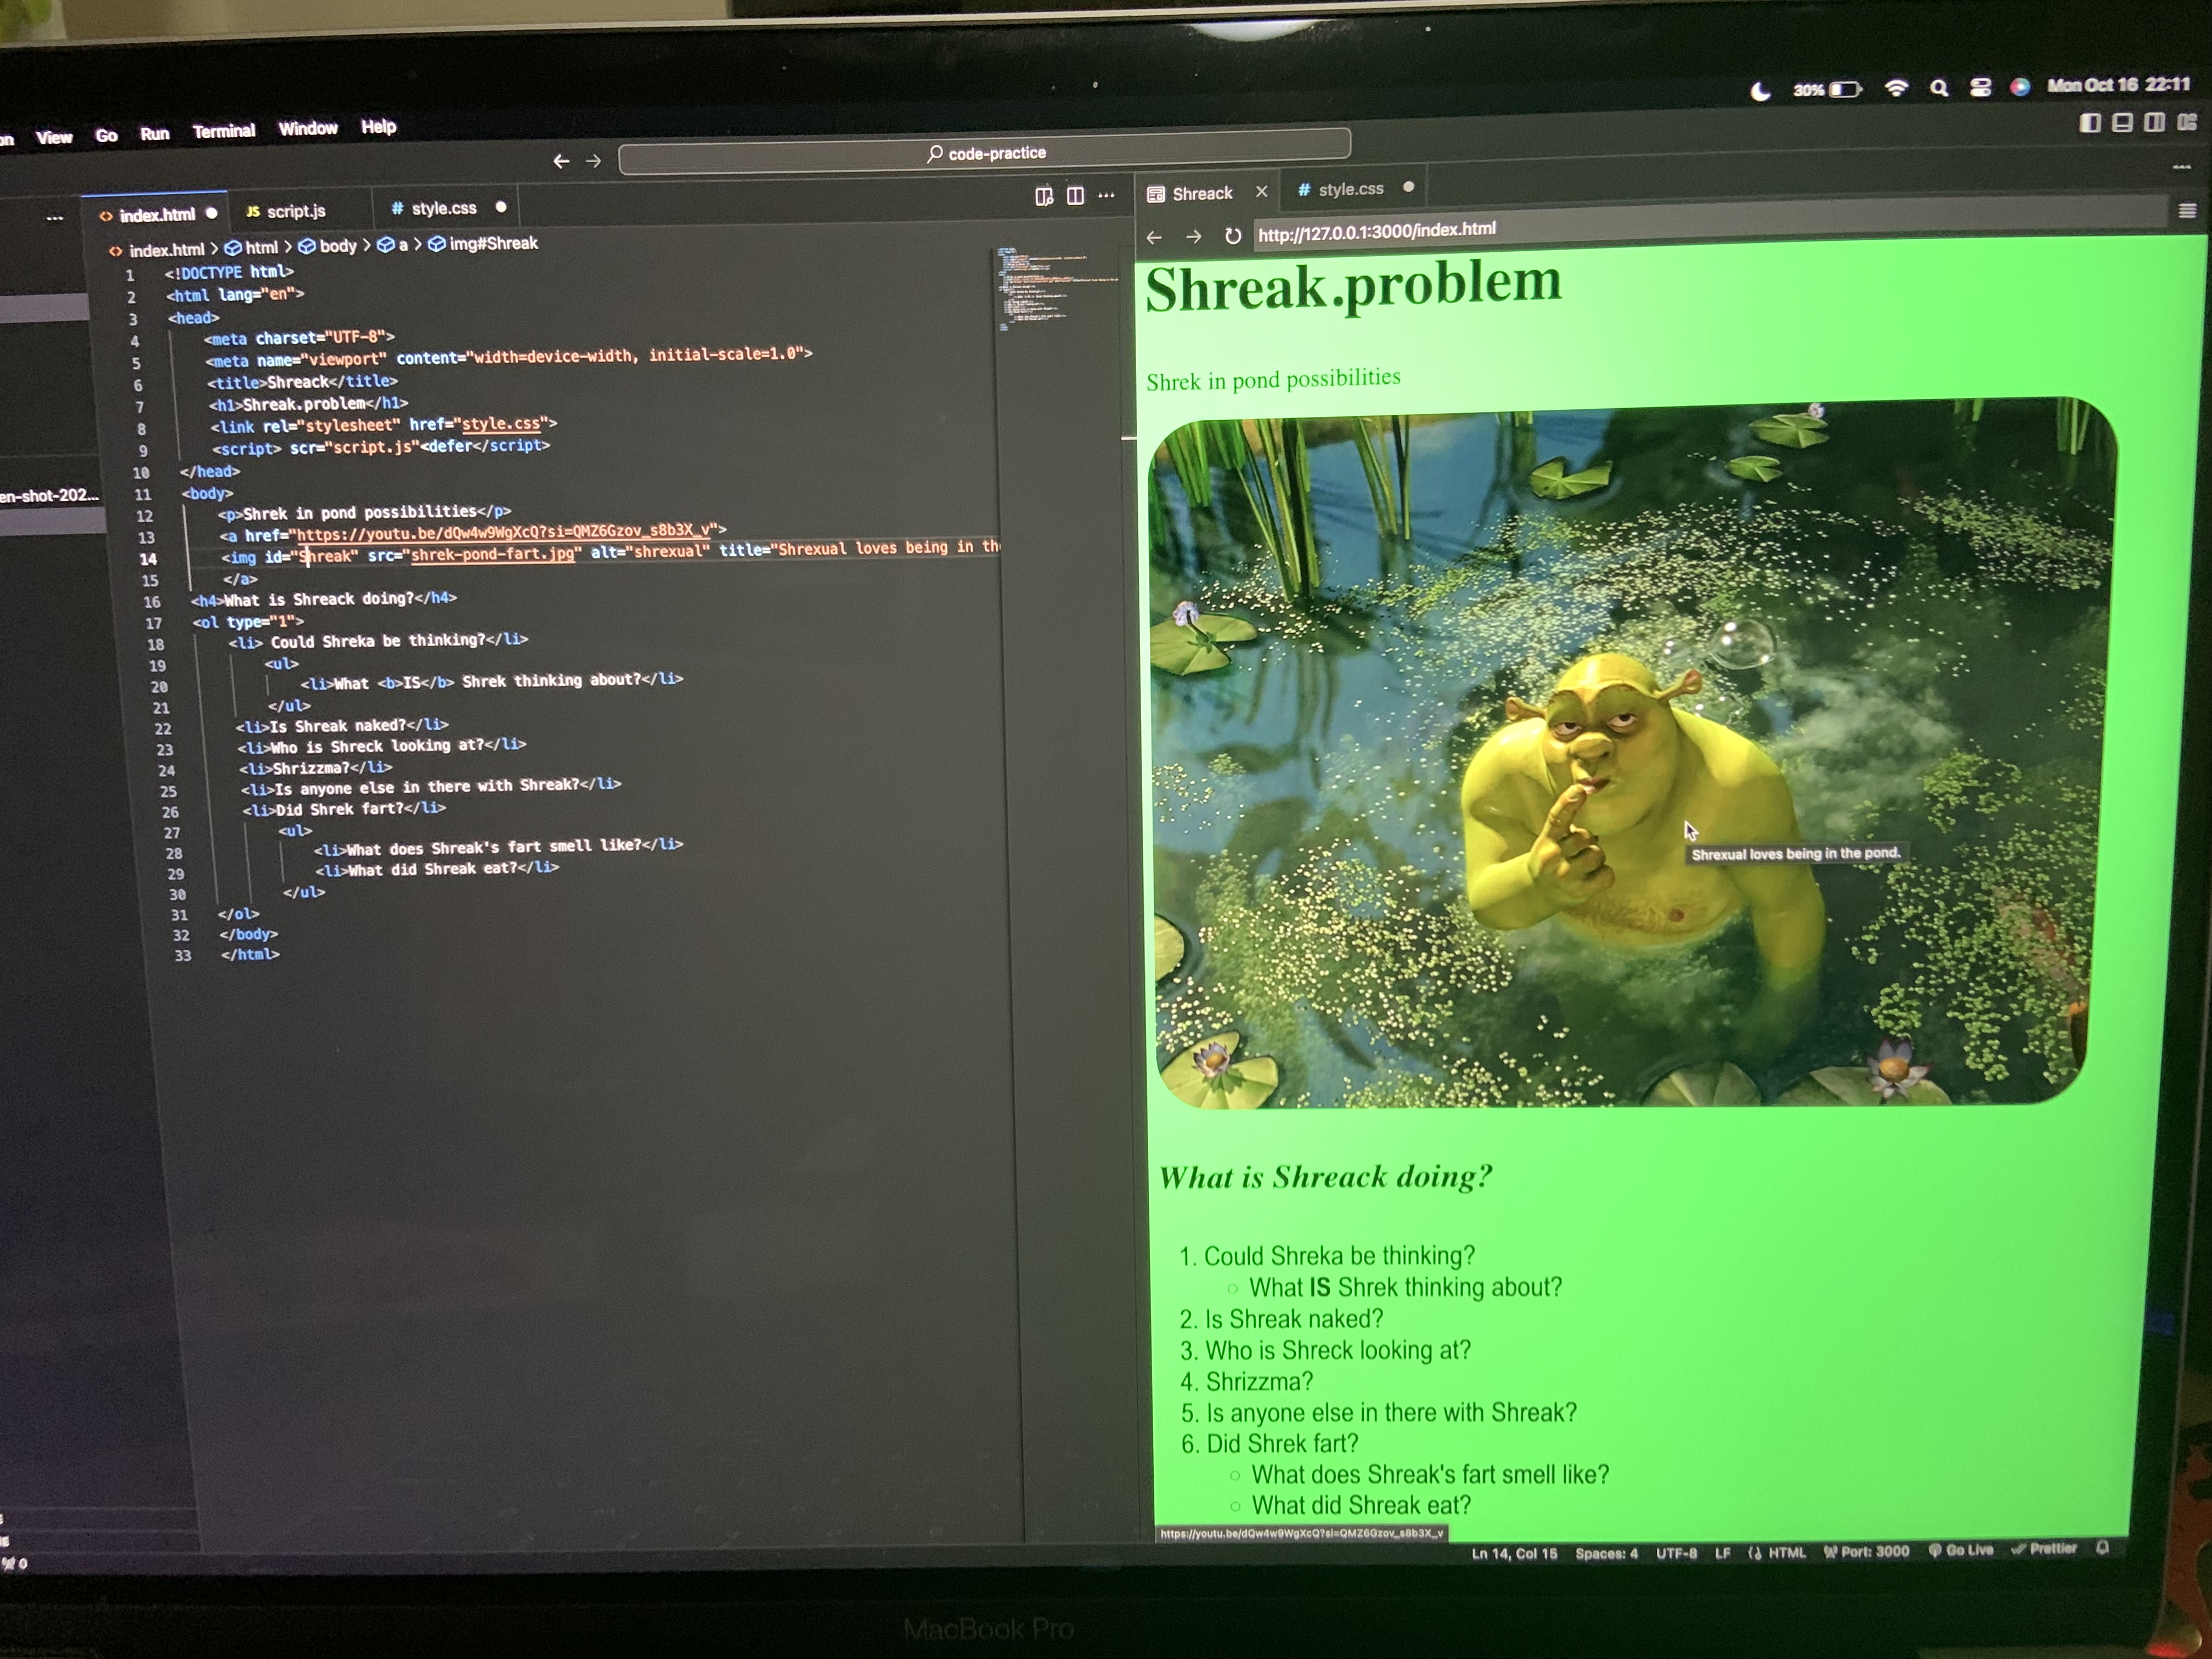 on View Go Run Terminal Window Help
30% Mon Oct 16 22:11
code-practice
index.html script.js style.css
JS
#
index.html > html > body > a > img#Shreak
1 <!DOCTYPE html>
2 <html lang="en">
3 <head>
4 <meta charset="UTF-8">
5 <meta name="viewport" content="width=device-width, initial-scale=1.0">
6 <title>Shreack</title>
7 <h1>Shreak.problem</h1>
8 <link rel="stylesheet" href="style.css">
9 <script> scr="script.js"<defer</script>
10 </head>
11 <body>
12 <p>Shrek in pond possibilities</p>
13 <a href="https://youtu.be/dQw4w9WgXcQ?si=QMZ6Gzov_s8b3X_v">
14 <img id="Shreak" src="shrek-pond-fart.jpg" alt="shrexual" title="Shrexual loves being in th
15 </a>
16 <h4>What is Shreack doing?</h4>
17 <ol type="1">
18 <li> Could Shreka be thinking?</li>
19 <ul>
20 <li>What <b>IS</b> Shrek thinking about?</li>
21 </ul>
22 <li>Is Shreak naked?</li>
23 <li>Who is Shreck looking at?</li>
24 <li>Shrizzma?</li>
25 <li>Is anyone else in there with Shreak?</li>
26 <li>Did Shrek fart?</li>
27 <ul>
28 <li>What does Shreak's fart smell like?</li>
29 <li>What did Shreak eat?</li>
30 </ul>
31 </ol>
32 </body>
33 </html>
en-shot-202...
Shreack # style.css
http://127.0.0.1:3000/index.html
Shreak.problem
Shrek in pond possibilities
Shrexual loves being in the pond.
What is Shreack doing?
1. Could Shreka be thinking?
What IS Shrek thinking about?
2. Is Shreak naked?
3. Who is Shreck looking at?
4. Shrizzma?
5. Is anyone else in there with Shreak?
6. Did Shrek fart?
What does Shreak's fart smell like?
What did Shreak eat?
https://youtu.be/dQw4w9WgXcQ?si=QMZ6Gzov_s8b3X_v
0
Ln 14, Col 15 Spaces: 4 UTF-8 LF HTML Port: 3000 Go Live Prettier
MacBook Pro